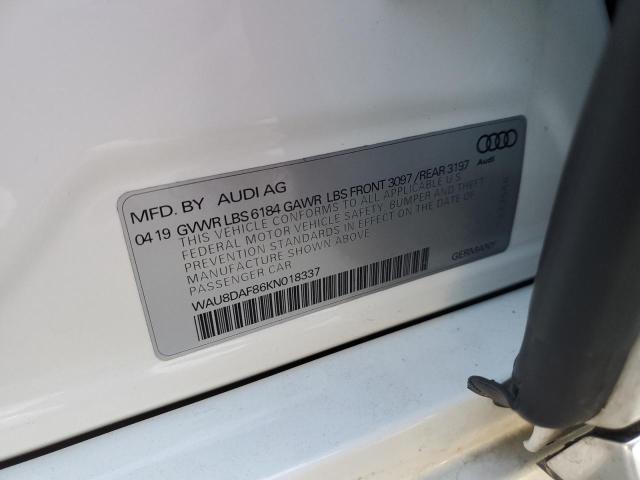 MFD. BY AUDI AG
04 19 GVWR LBS 6184 GAWR LBS FRONT 3097 / REAR 3197
THIS VEHICLE CONFORMS TO ALL APPLICABLE U.S.
FEDERAL MOTOR VEHICLE SAFETY, BUMPER AND THEFT
PREVENTION STANDARDS IN EFFECT ON THE DATE OF
MANUFACTURE SHOWN ABOVE
PASSENGER CAR
WAU8DAF86KN018337
GERMANY
Audi